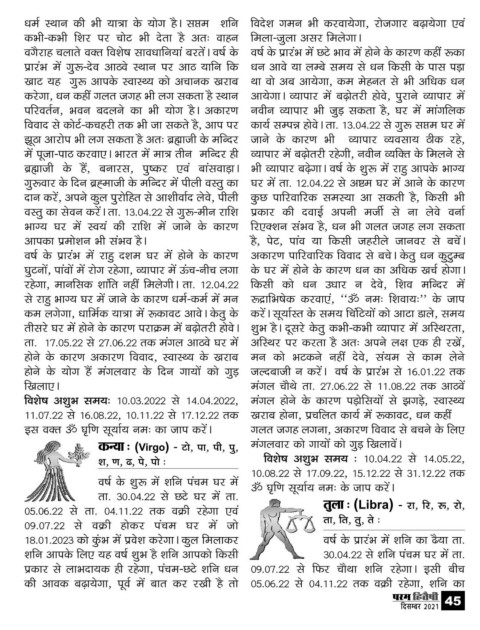 धर्म स्थान की भी यात्रा के योग है। सप्तम शनि
कभी-कभी शिर पर चोट भी देता है अतः वाहन
वगैराह चलाते वक्त विशेष सावधानियां बरतें। वर्ष के
प्रारंभ में गुरू-देव आठवे स्थान पर आठ यानि कि
खाट यह गुरू आपके स्वास्थ्य को अचानक खराब
करेगा, धन कहीं गलत जगह भी लग सकता है स्थान
परिवर्तन, भवन बदलने का भी योग है। अकारण
विवाद से कोर्ट-कचहरी तक भी जा सकते है, आप पर
झूठा आरोप भी लग सकता है अतः ब्रह्माजी के मन्दिर
में पूजा-पाठ करवाए। भारत में मात्र तीन मन्दिर ही
ब्रह्माजी के हैं, बनारस, पुष्कर एवं बांसवाड़ा।
गुरूवार के दिन ब्रह्माजी के मन्दिर में पीली वस्तु का
दान करें, अपने कुल पुरोहित से आशीर्वाद लेवे, पीली
वस्तु का सेवन करें। ता. 13.04.22 से गुरू-मीन राशि
भाग्य घर में स्वयं की राशि में जाने के कारण
आपका प्रमोशन भी संभव है।
वर्ष के प्रारंभ में राहु दशम घर में होने के कारण
घुटनों, पांवों में रोग रहेगा, व्यापार में ऊंच-नीच लगा
रहेगा, मानसिक शांति नहीं मिलेगी। ता. 12.04.22
से राहु भाग्य घर में जाने के कारण धर्म-कर्म में मन
कम लगेगा, धार्मिक यात्रा में रूकावट आवे। केतु के
तीसरे घर में होने के कारण पराक्रम में बढ़ोतरी होवे।
ता. 17.05.22 से 27.06.22 तक मंगल आठवे घर में
होने के कारण अकारण विवाद, स्वास्थ्य के खराब
होने के योग हैं मंगलवार के दिन गायों को गुड़
खिलाए।
विशेष अशुभ समयः 10.03.2022 से 14.04.2022,
11.07.22 से 16.08.22, 10.11.22 से 17.12.22 तक
इस वक्त ॐ घृणि सूर्याय नमः का जाप करें।
कन्या : (Virgo) - टो, पा, पी, पु,
श, ण, ढ, पे, पो :
वर्ष के शुरू में शनि पंचम घर में
ता. 30.04.22 से छटे घर में ता.
05.06.22 से ता. 04.11.22 तक वक्री रहेगा एवं
09.07.22 से वक्री होकर पंचम घर में जो
18.01.2023 को कुंभ में प्रवेश करेगा। कुल मिलाकर
शनि आपके लिए यह वर्ष शुभ है शनि आपको किसी
प्रकार से लाभदायक ही रहेगा, पंचम-छटे शनि धन
की आवक बढ़ायेगा, पूर्व में बात कर रखी है तो
विदेश गमन भी करवायेगा, रोजगार बढ़ायेगा एवं
मिला-जुला असर मिलेगा।
वर्ष के प्रारंभ में छटे भाव में होने के कारण कहीं रूका
धन आवे या लम्बे समय से धन किसी के पास पड़ा
था वो अब आयेगा, कम मेहनत से भी अधिक धन
आयेगा। व्यापार में बढ़ोतरी होवे, पुराने व्यापार में
नवीन व्यापार भी जुड़ सकता है, घर में मांगलिक
कार्य सम्पन्न होवे। ता. 13.04.22 से गुरू सप्तम घर में
जाने के कारण भी व्यापार व्यवसाय ठीक रहे,
व्यापार में बढ़ोतरी रहेगी, नवीन व्यक्ति के मिलने से
भी व्यापार बढ़ेगा। वर्ष के शुरू में राहु आपके भाग्य
घर में ता. 12.04.22 से अष्टम घर में आने के कारण
कुछ पारिवारिक समस्या आ सकती है, किसी भी
प्रकार की दवाई अपनी मर्जी से ना लेवे वर्ना
रिएक्शन संभव है, धन भी गलत जगह लग सकता
है, पेट, पांव या किसी जहरीले जानवर से बचें।
अकारण पारिवारिक विवाद से बचे। केतु धन कुटुम्ब
के घर में होने के कारण धन का अधिक खर्च होगा।
किसी को धन उधार न देवे, शिव मन्दिर में
रूद्राभिषेक करवाएं, ‘‘ॐ नमः शिवायः’’ के जाप
करें। सूर्यास्त के समय चिंटियों को आटा डाले, समय
शुभ है। दूसरे केतु कभी-कभी व्यापार में अस्थिरता,
अस्थिर पर करता है अतः अपने लक्ष एक ही रखें,
मन को भटकने नहीं देवे, संयम से काम लेने
जल्दबाजी न करें। वर्ष के प्रारंभ से 16.01.22 तक
मंगल चौथे ता. 27.06.22 से 11.08.22 तक आठवें
मंगल होने के कारण पड़ोसियों से झगड़े, स्वास्थ्य
खराब होना, प्रचलित कार्य में रूकावट, धन कहीं
गलत जगह लगना, अकारण विवाद से बचने के लिए
मंगलवार को गायों को गुड़ खिलावें।
विशेष अशुभ समय : 10.04.22 से 14.05.22,
10.08.22 से 17.09.22, 15.12.22 से 31.12.22 तक
ॐ घृणि सूर्याय नमः के जाप करें।
तुला : (Libra) - रा, रि, रू, रो,
ता, ति, तु, ते :
वर्ष के प्रारंभ में शनि का ढैया ता.
30.04.22 से शनि पंचम घर में ता.
09.07.22 से फिर चौथा शनि रहेगा। इसी बीच
05.06.22 से 04.11.22 तक वक्री रहेगा, शनि का
परम हितैषी
दिसम्बर 2021
45